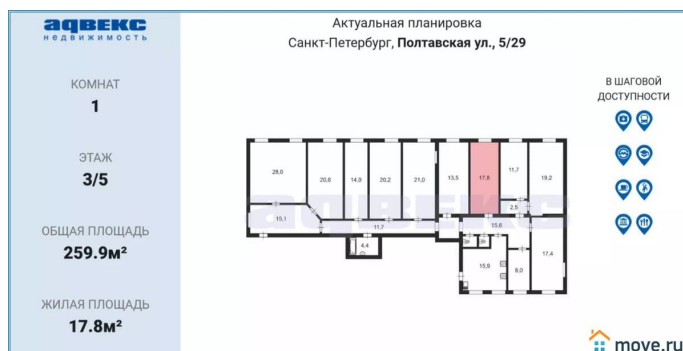 адвекс
недвижимость
КОМНАТ
1
ЭТАЖ
3/5
ОБЩАЯ ПЛОЩАДЬ
259.9м²
ЖИЛАЯ ПЛОЩАДЬ
17.8м²
Актуальная планировка
Санкт-Петербург, Полтавская ул., 5/29
В ШАГОВОЙ
ДОСТУПНОСТИ
28,0 20,8 14,9 20,2 21,0 13,5 17,8 11,7 19,2
2,5
15,1 11,7 15,6
4,4 17,4
15,9 8,0
адвекс
move.ru